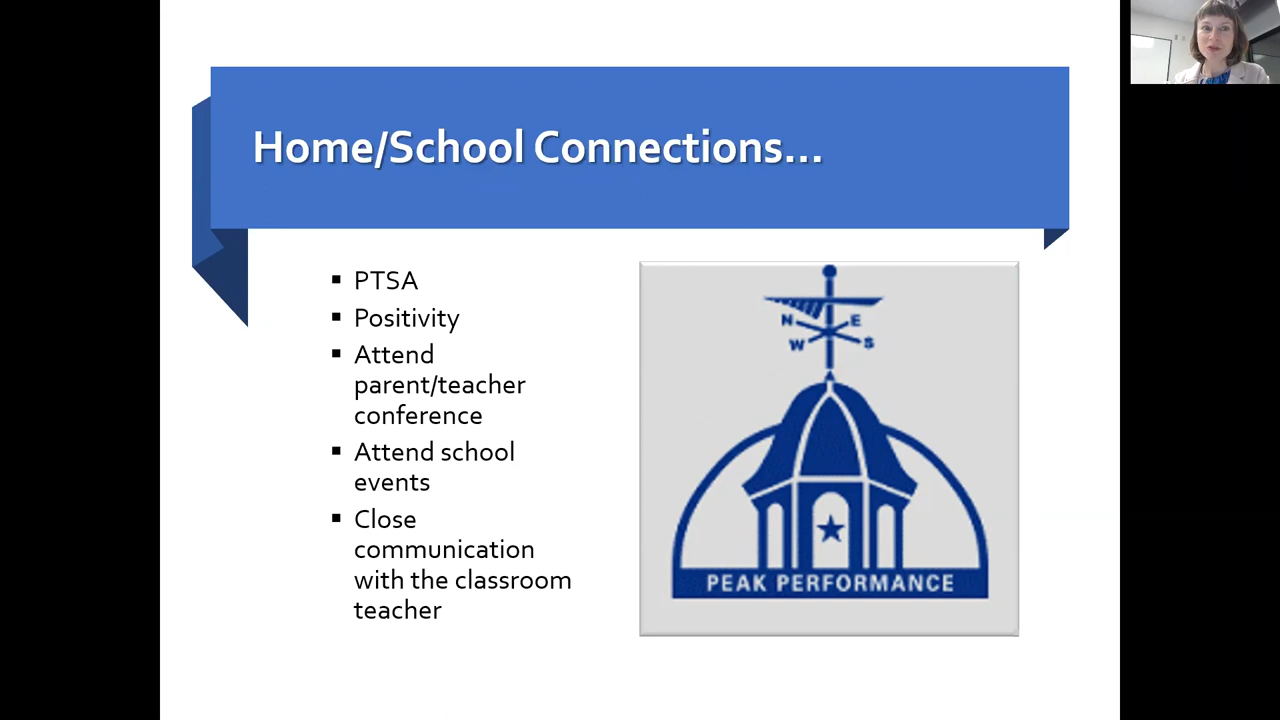 Home/School Connections...
PTSA
Positivity
Attend
parent/teacher
conference
Attend school
events
Close
communication
with the classroom
teacher
N E
W S
PEAK PERFORMANCE